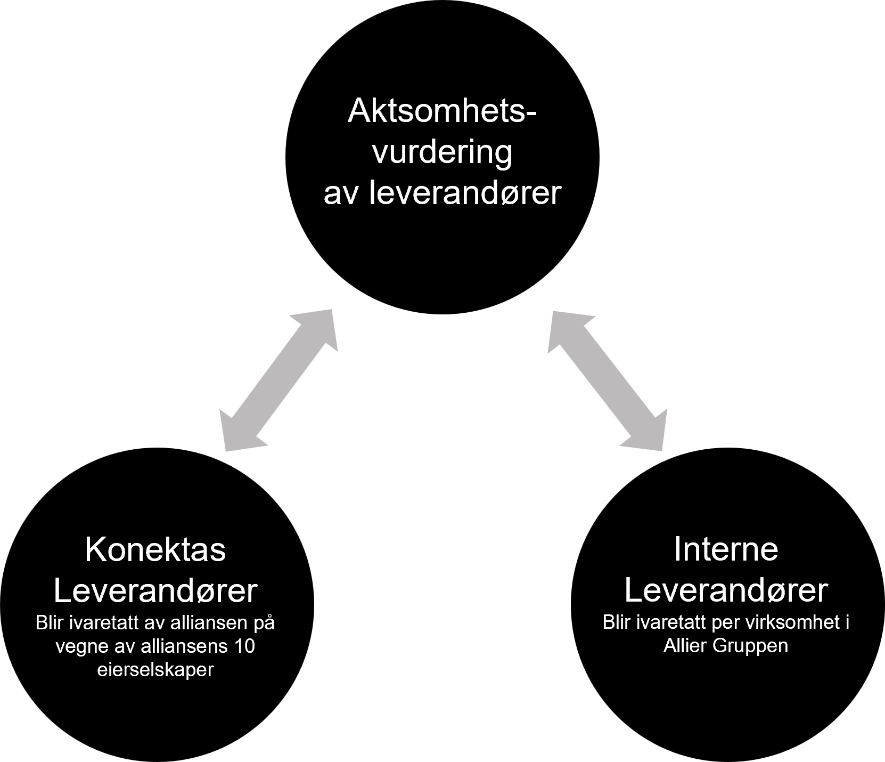 Aktsomhets-
vurdering
av leverandører
Konektas
Leverandører
Blir ivaretatt av alliansen på
vegne av alliansens 10
eierselskaper
Interne
Leverandører
Blir ivaretatt per virksomhet i
Allier Gruppen